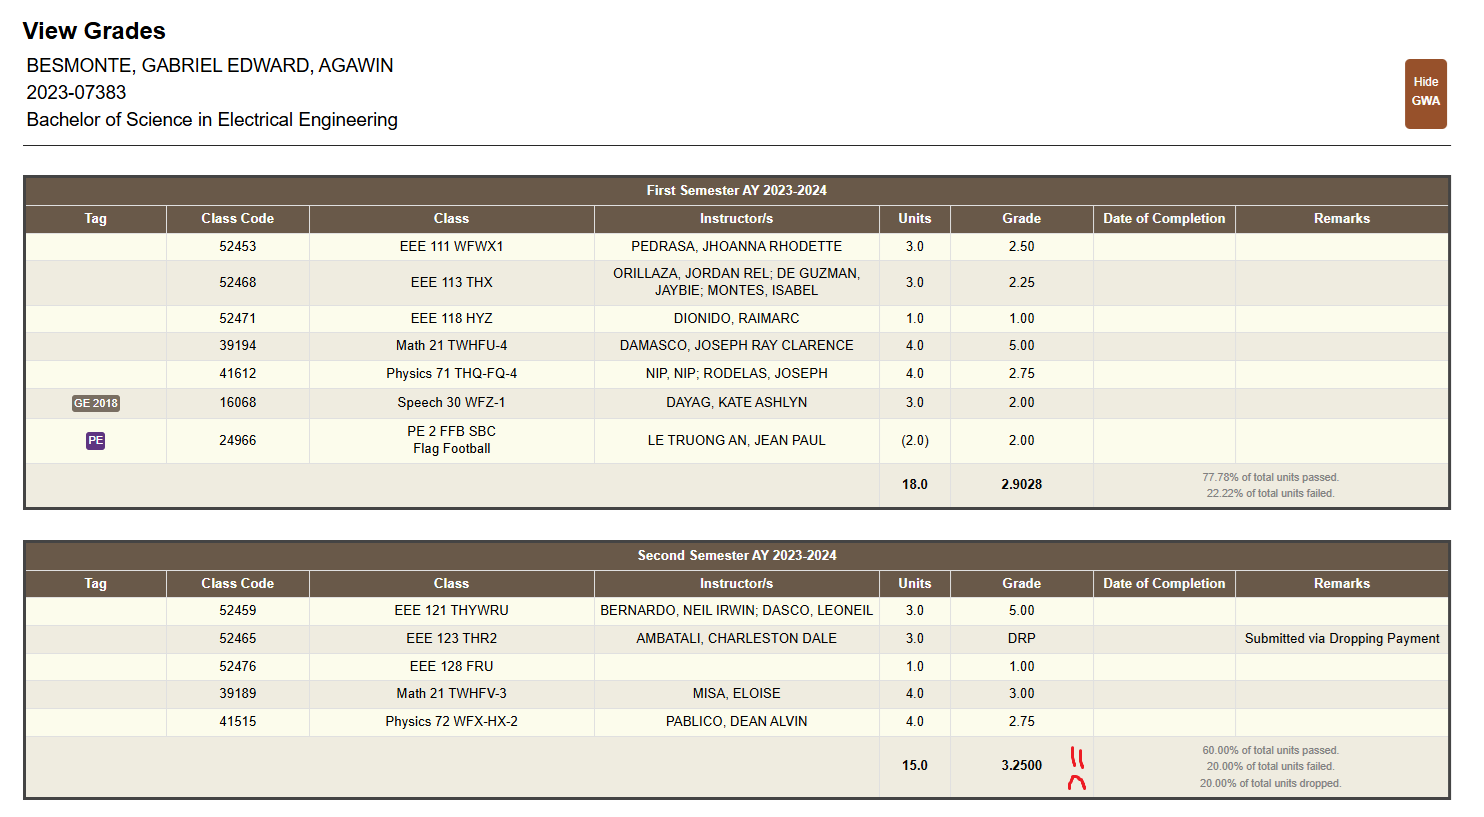 View Grades
BESMONTE, GABRIEL EDWARD, AGAWIN
2023-07383
Bachelor of Science in Electrical Engineering
Hide
GWA
First Semester AY 2023-2024
Tag Class Code Class Instructor/s Units Grade Date of Completion Remarks
52453 EEE 111 WFWX1 PEDRASA, JHOANNA RHODETTE 3.0 2.50
52468 EEE 113 THX ORILLAZA, JORDAN REL; DE GUZMAN, JAYBIE; MONTES, ISABEL 3.0 2.25
52471 EEE 118 HYZ DIONIDO, RAIMARC 1.0 1.00
39194 Math 21 TWHFU-4 DAMASCO, JOSEPH RAY CLARENCE 4.0 5.00
41612 Physics 71 THQ-FQ-4 NIP, NIP; RODELAS, JOSEPH 4.0 2.75
GE 2018 16068 Speech 30 WFZ-1 DAYAG, KATE ASHLYN 3.0 2.00
PE 24966 PE 2 FFB SBC Flag Football LE TRUONG AN, JEAN PAUL (2.0) 2.00
18.0 2.9028 77.78% of total units passed.
22.22% of total units failed.
Second Semester AY 2023-2024
Tag Class Code Class Instructor/s Units Grade Date of Completion Remarks
52459 EEE 121 THYWRU BERNARDO, NEIL IRWIN; DASCO, LEONEIL 3.0 5.00
52465 EEE 123 THR2 AMBATALI, CHARLESTON DALE 3.0 DRP Submitted via Dropping Payment
52476 EEE 128 FRU 1.0 1.00
39189 Math 21 TWHFV-3 MISA, ELOISE 4.0 3.00
41515 Physics 72 WFX-HX-2 PABLICO, DEAN ALVIN 4.0 2.75
60.00% of total units passed.
15.0 3.2500 20.00% of total units failed.
20.00% of total units dropped.